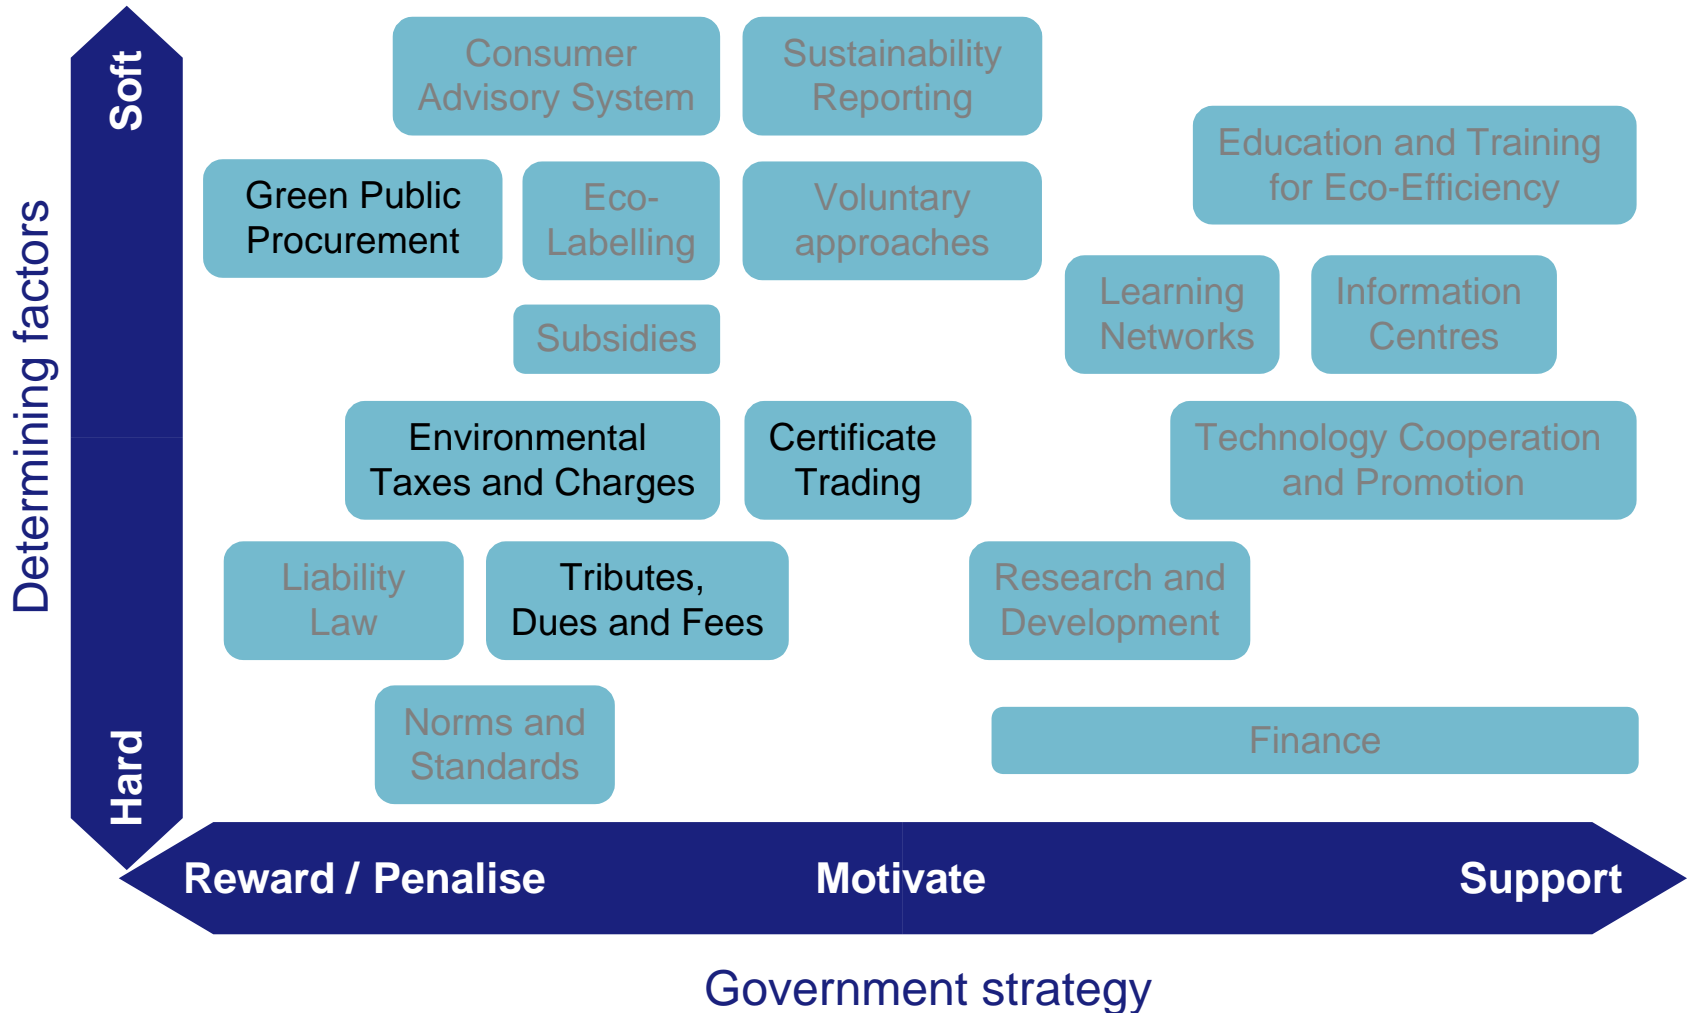 Soft
Determining factors
Hard
Consumer
Advisory System
Sustainability
Reporting
Education and Training
for Eco-Efficiency
Green Public
Procurement
Eco-
Labelling
Voluntary
approaches
Learning
Networks
Information
Centres
Subsidies
Environmental
Taxes and Charges
Certificate
Trading
Technology Cooperation
and Promotion
Liability
Law
Tributes,
Dues and Fees
Research and
Development
Norms and
Standards
Finance
Reward / Penalise
Motivate
Support
Government strategy